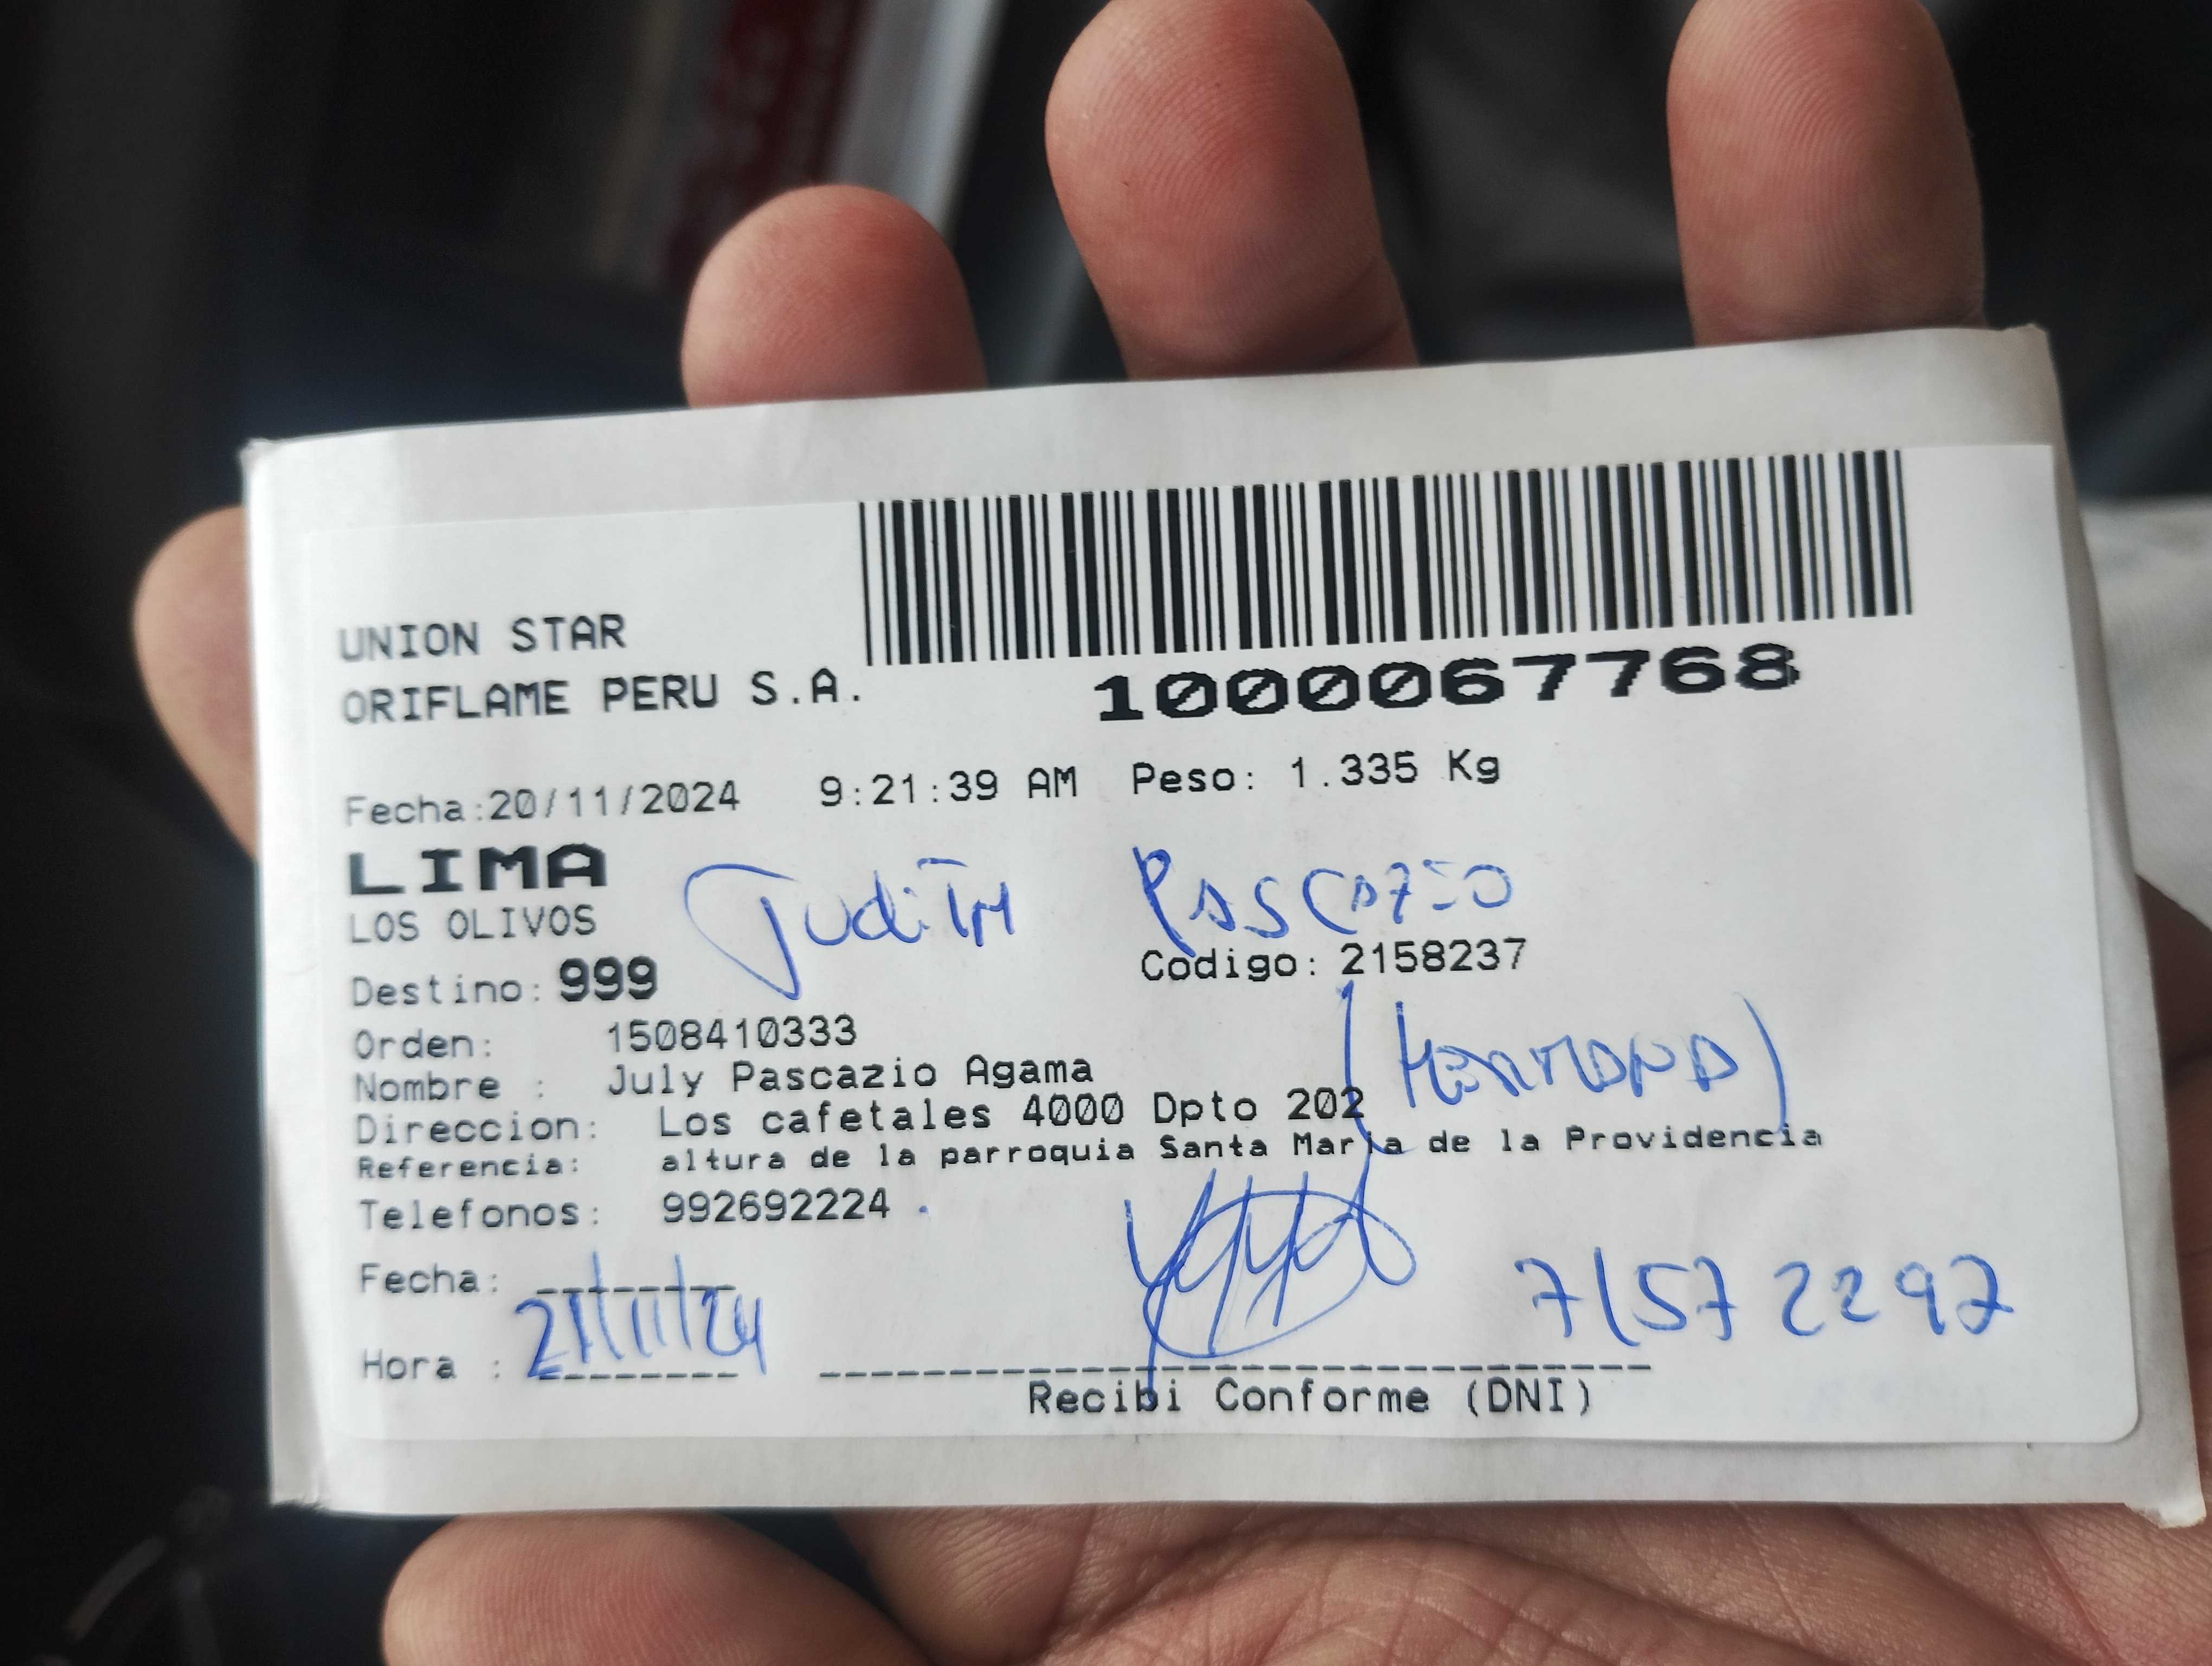 UNION STAR
ORIFLAME PERU S.A.
1000067768
Fecha:20/11/2024 9:21:39 AM Peso: 1.335 Kg
LIMA
Judith Pascazio
LOS OLIVOS
Destino: 999 Codigo: 2158237
Orden: 1508410333
(Hermana)
Nombre : July Pascazio Agama
Direccion: Los cafetales 4000 Dpto 202
Referencia: altura de la parroquia Santa Maria de la Providencia
Telefonos: 992692224
Fecha: 21/11/24
71572297
Hora :
Recibi Conforme (DNI)